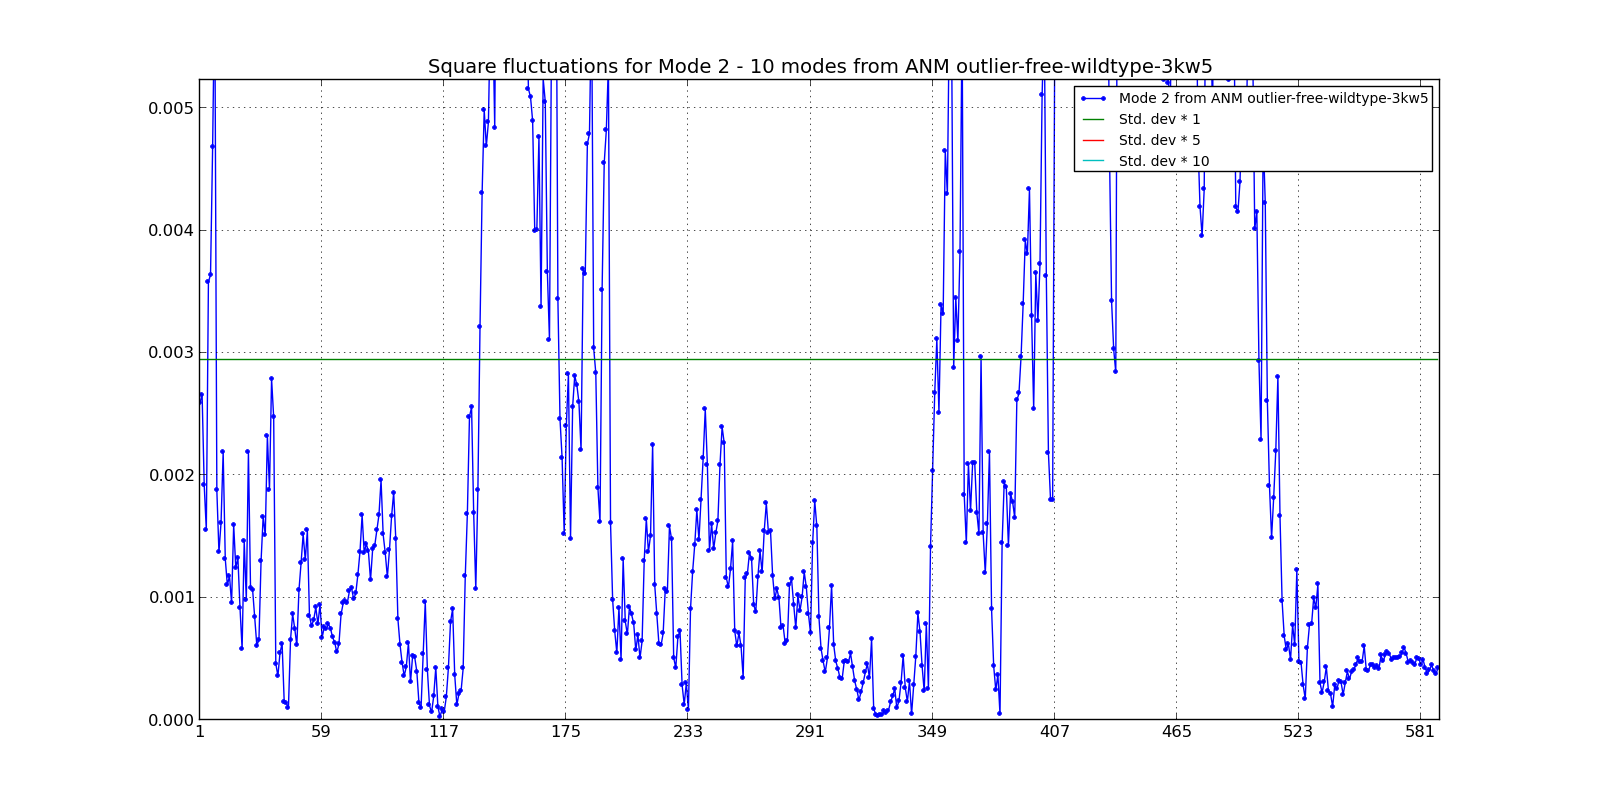 Square fluctuations for Mode 2 - 10 modes from ANM outlier-free-wildtype-3kw5
Mode 2 from ANM outlier-free-wildtype-3kw5
Std. dev * 1
Std. dev * 5
Std. dev * 10
0.005
0.004
0.003
0.002
0.001
0.000
1 59 117 175 233 291 349 407 465 523 581